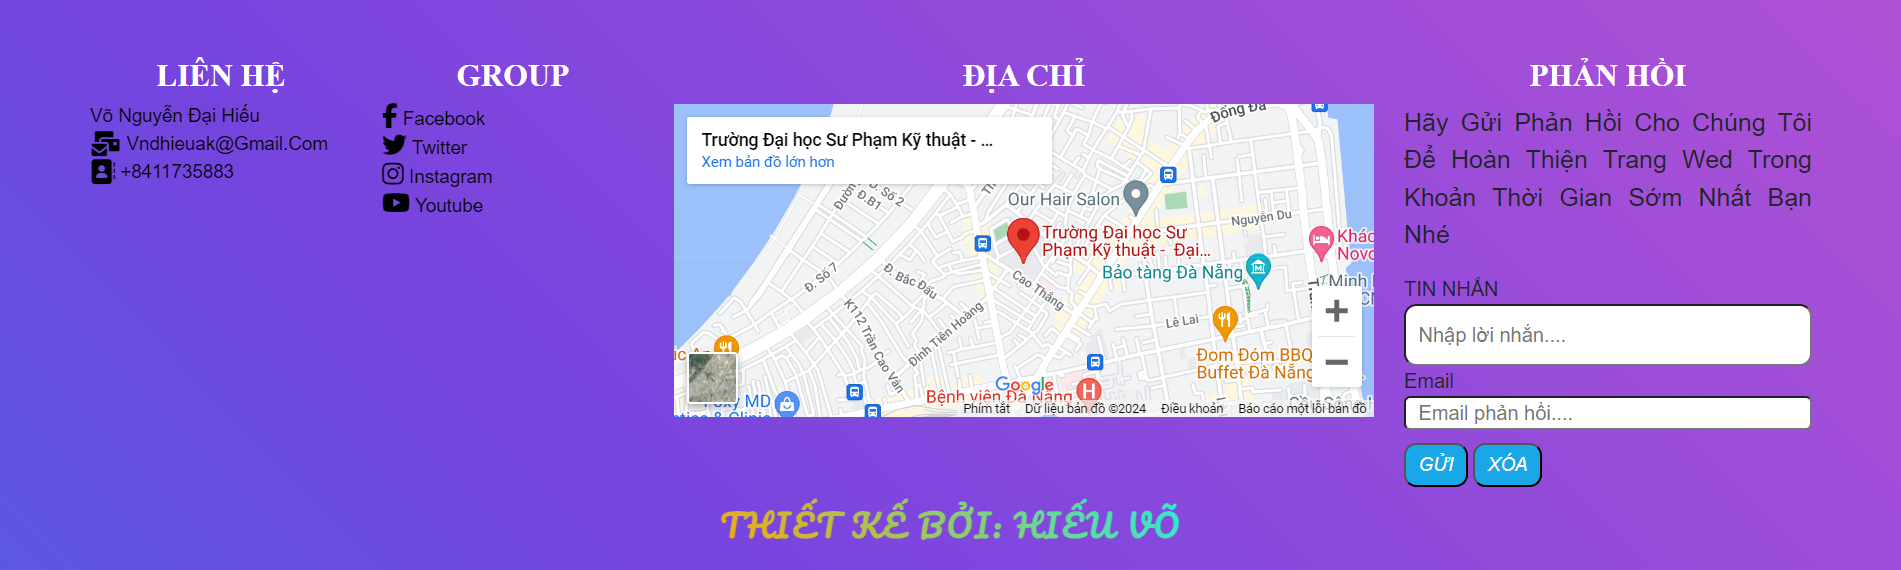 LIÊN HỆ
Võ Nguyễn Đại Hiếu
Vndhieuak@Gmail.Com
+8411735883
GROUP
Facebook
Twitter
Instagram
Youtube
ĐỊA CHỈ
Trường Đại học Sư Phạm Kỹ thuật - ...
Xem bản đồ lớn hơn
Đống Đa
Đ. Số 2
Đ.B1
Our Hair Salon
Nguyễn Du
Trường Đại học Sư
Phạm Kỹ thuật - Đại...
Khác
Novo
Đ. Số 7
Đ. Bắc Đẩu
Cao Thắng
Bảo tàng Đà Nẵng
Minh
K112 Trần Cao Vân
Đinh Tiên Hoàng
Lê Lai
Đom Đóm BBQ
Buffet Đà Nẵng
Google
Bệnh viện Đà Nẵng
Foxy MD
Phím tắt Dữ liệu bản đồ ©2024 Điều khoản Báo cáo một lỗi bản đồ
PHẢN HỒI
Hãy Gửi Phản Hồi Cho Chúng Tôi
Để Hoàn Thiện Trang Wed Trong
Khoản Thời Gian Sớm Nhất Bạn
Nhé
TIN NHẮN
Nhập lời nhắn....
Email
Email phản hồi....
GỬI XÓA
THIẾT KẾ BỞI: HIẾU VÕ